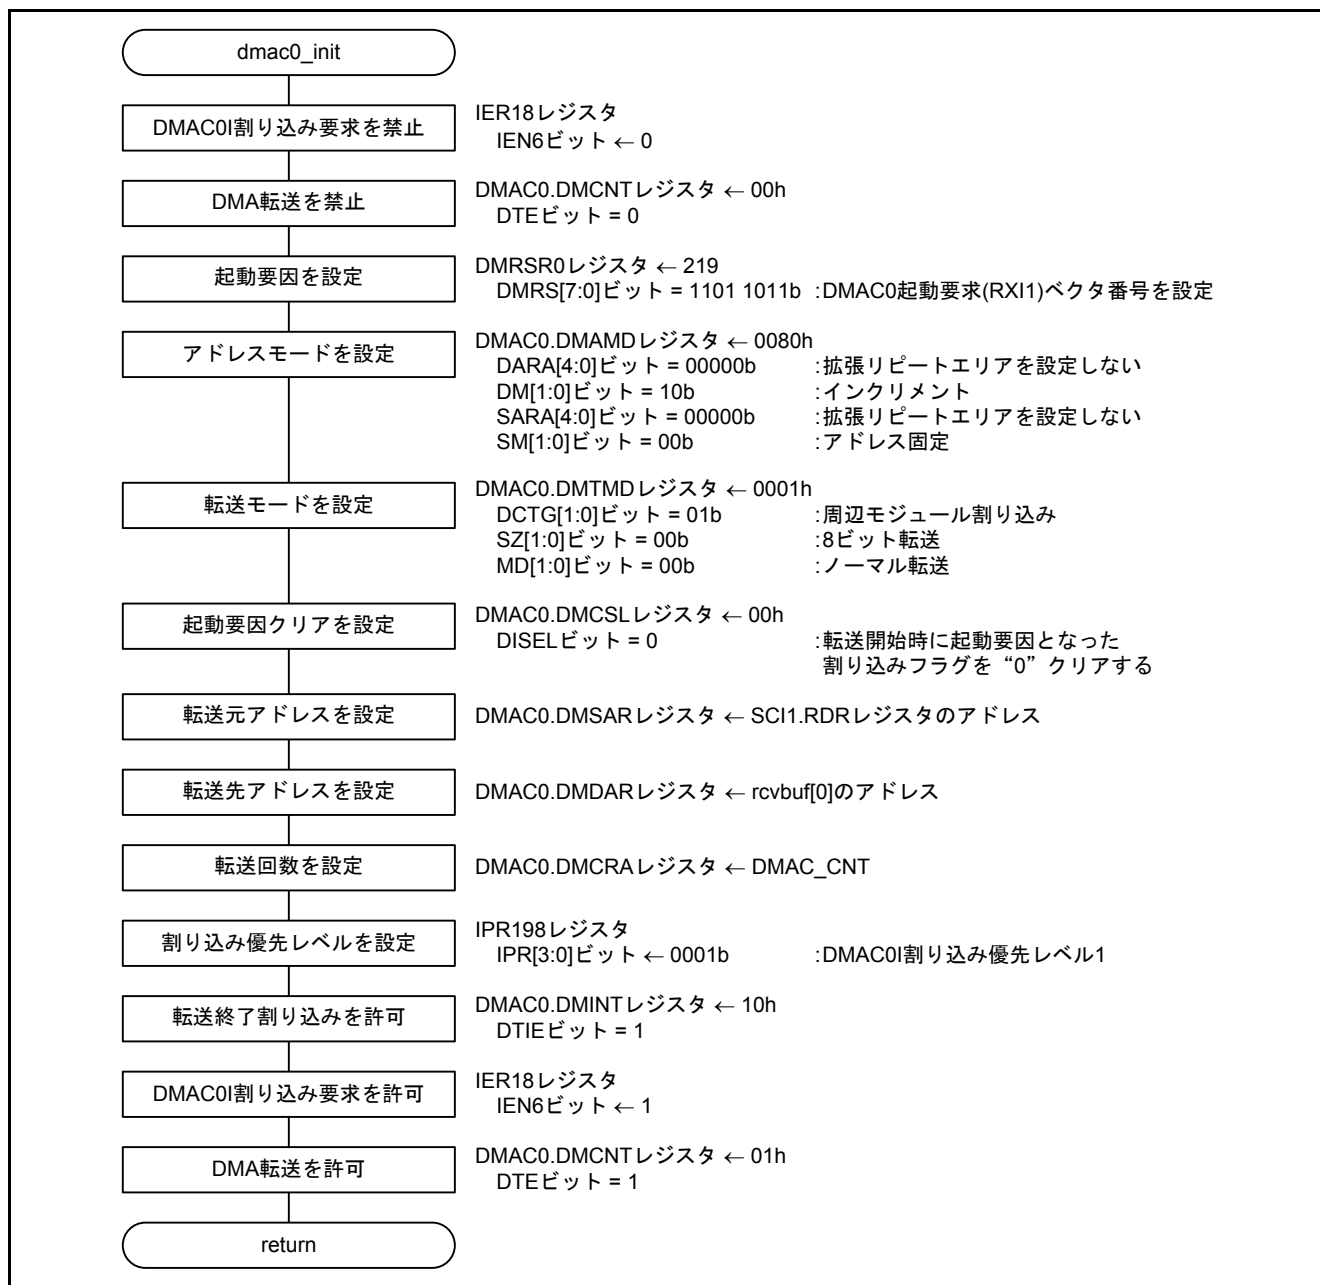 dmac0_init
DMAC0I割り込み要求を禁止
IER18レジスタ
IEN6ビット ← 0
DMA転送を禁止
DMAC0.DMCNTレジスタ ← 00h
DTEビット = 0
起動要因を設定
DMRSR0レジスタ ← 219
DMRS[7:0]ビット = 1101 1011b :DMAC0起動要求(RXI1)ベクタ番号を設定
アドレスモードを設定
DMAC0.DMAMDレジスタ ← 0080h
DARA[4:0]ビット = 00000b :拡張リピートエリアを設定しない
DM[1:0]ビット = 10b :インクリメント
SARA[4:0]ビット = 00000b :拡張リピートエリアを設定しない
SM[1:0]ビット = 00b :アドレス固定
転送モードを設定
DMAC0.DMTMDレジスタ ← 0001h
DCTG[1:0]ビット = 01b :周辺モジュール割り込み
SZ[1:0]ビット = 00b :8ビット転送
MD[1:0]ビット = 00b :ノーマル転送
起動要因クリアを設定
DMAC0.DMCSLレジスタ ← 00h
DISELビット = 0 :転送開始時に起動要因となった
割り込みフラグを“0”クリアする
転送元アドレスを設定
DMAC0.DMSARレジスタ ← SCI1.RDRレジスタのアドレス
転送先アドレスを設定
DMAC0.DMDARレジスタ ← rcvbuf[0]のアドレス
転送回数を設定
DMAC0.DMCRAレジスタ ← DMAC_CNT
割り込み優先レベルを設定
IPR198レジスタ
IPR[3:0]ビット ← 0001b :DMAC0I割り込み優先レベル1
転送終了割り込みを許可
DMAC0.DMINTレジスタ ← 10h
DTIEビット = 1
DMAC0I割り込み要求を許可
IER18レジスタ
IEN6ビット ← 1
DMA転送を許可
DMAC0.DMCNTレジスタ ← 01h
DTEビット = 1
return